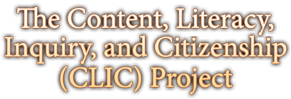 The Content, Literacy,
Inquiry, and Citizenship
(CLIC) Project